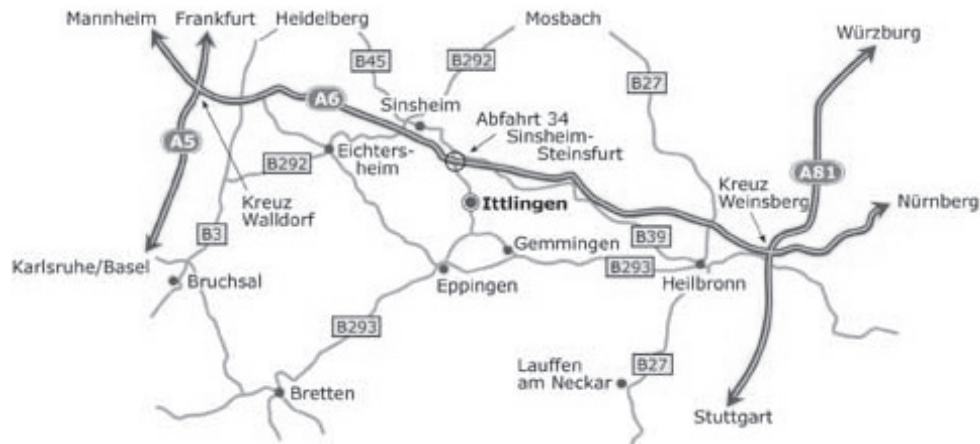 Mannheim
Frankfurt
Heidelberg
Mosbach
Würzburg
B45
B292
B27
A6
Sinsheim
Abfahrt 34
Sinsheim-
Steinsfurt
A5
B292
Eichters-
heim
A81
Kreuz
Weinsberg
Nürnberg
Kreuz
Walldorf
Ittlingen
B3
Gemmingen
B39
Karlsruhe/Basel
Bruchsal
Eppingen
B293
Heilbronn
B293
Lauffen
am Neckar
B27
Bretten
Stuttgart